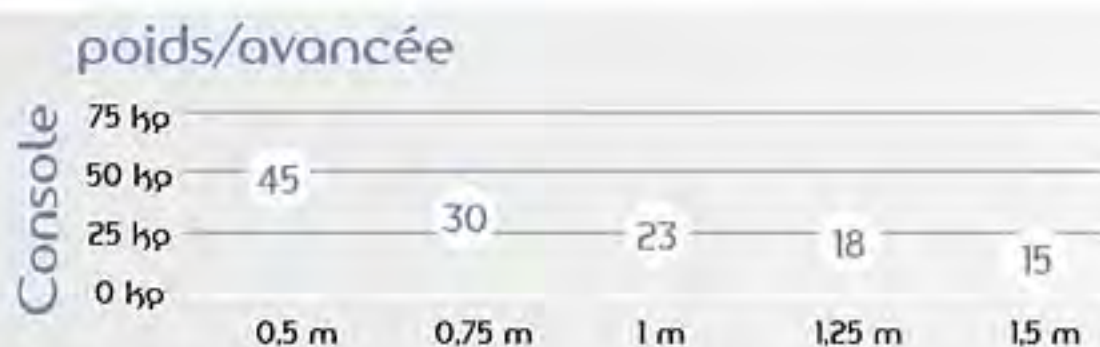 poids/avancée
Console
75 kg
50 kg
45
30
25 kg
23
18
15
0 kg
0,5 m
0,75 m
1 m
1,25 m
1,5 m